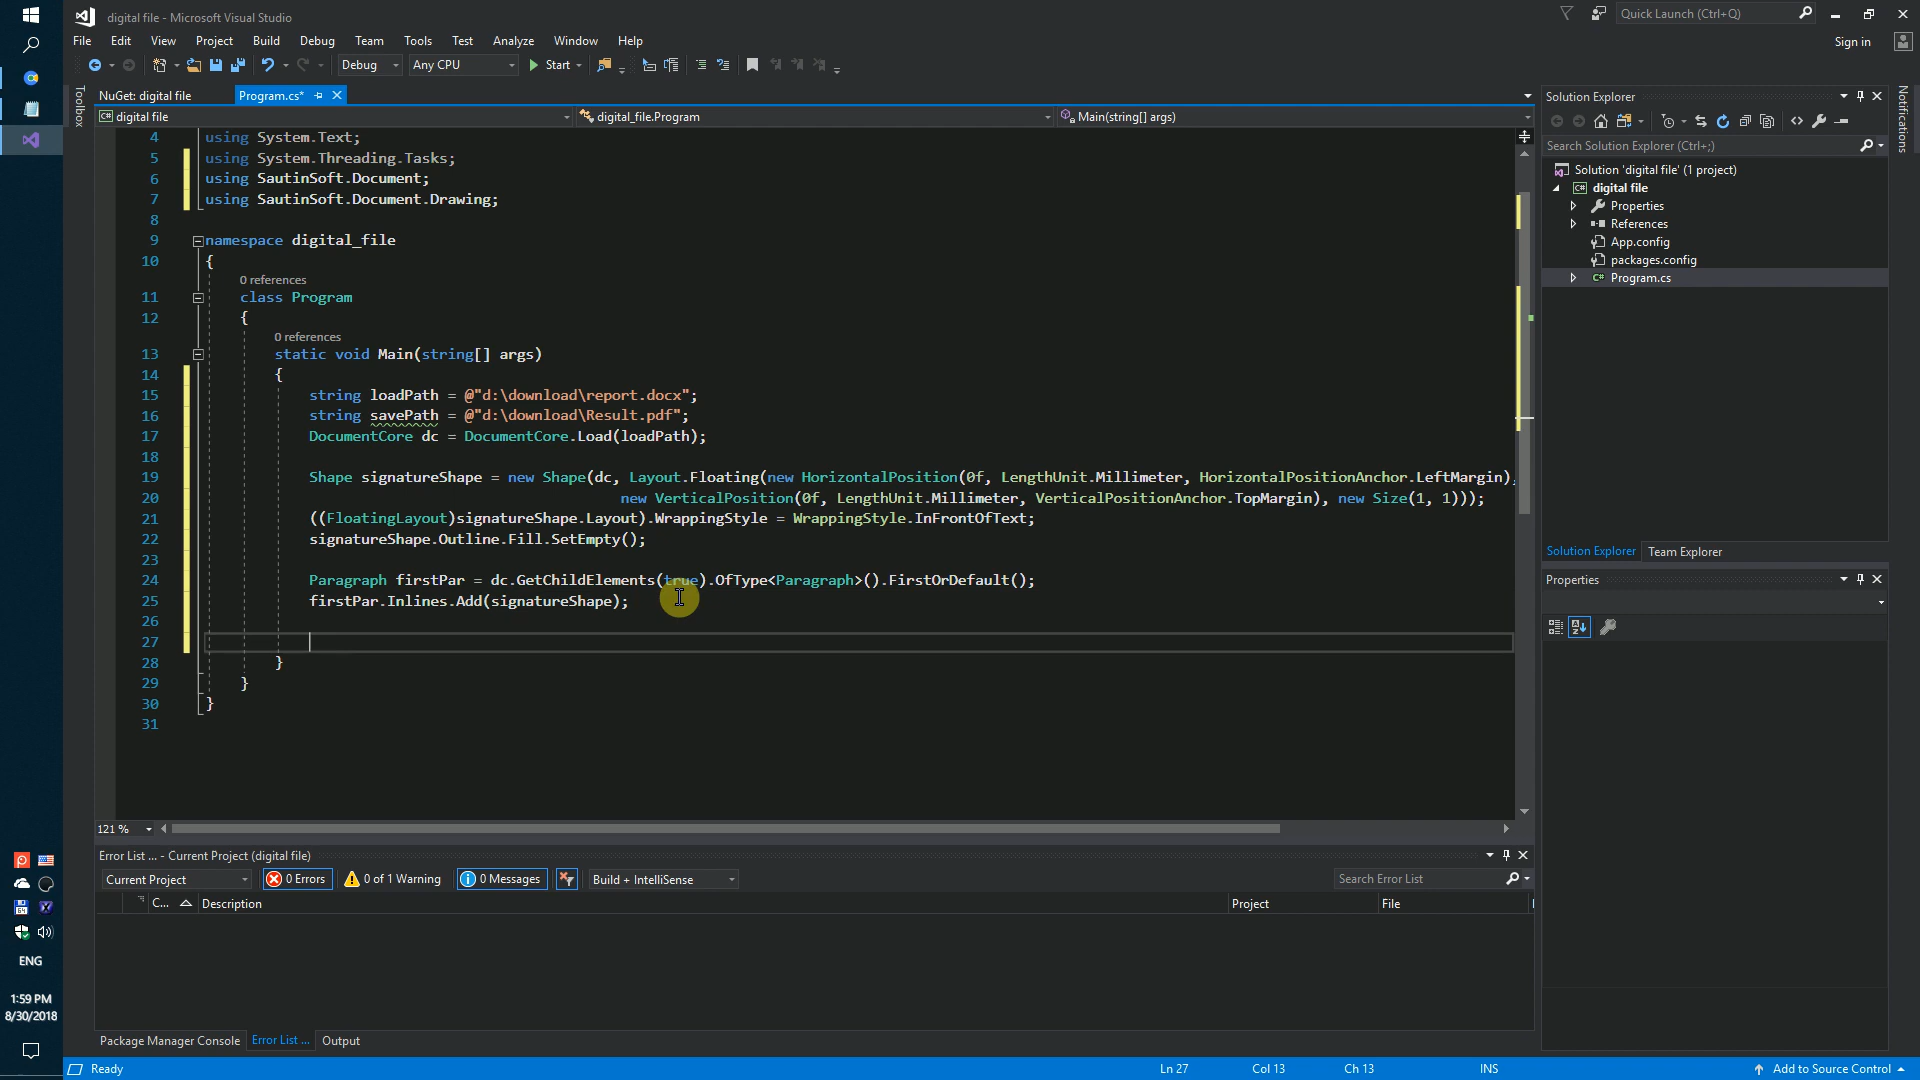 digital file - Microsoft Visual Studio
Quick Launch (Ctrl+Q)
File Edit View Project Build Debug Team Tools Test Analyze Window Help
Sign in
Debug Any CPU Start
Toolbox
NuGet: digital file Program.cs*
digital file digital_file.Program Main(string[] args)
4 using System.Text;
5 using System.Threading.Tasks;
6 using SautinSoft.Document;
7 using SautinSoft.Document.Drawing;
8
9 namespace digital_file
10 {
0 references
11 class Program
12 {
0 references
13 static void Main(string[] args)
14 {
15 string loadPath = @"d:\download\report.docx";
16 string savePath = @"d:\download\Result.pdf";
17 DocumentCore dc = DocumentCore.Load(loadPath);
18
19 Shape signatureShape = new Shape(dc, Layout.Floating(new HorizontalPosition(0f, LengthUnit.Millimeter, HorizontalPositionAnchor.LeftMargin),
20 new VerticalPosition(0f, LengthUnit.Millimeter, VerticalPositionAnchor.TopMargin), new Size(1, 1)));
21 ((FloatingLayout)signatureShape.Layout).WrappingStyle = WrappingStyle.InFrontOfText;
22 signatureShape.Outline.Fill.SetEmpty();
23
24 Paragraph firstPar = dc.GetChildElements(true).OfType<Paragraph>().FirstOrDefault();
25 firstPar.Inlines.Add(signatureShape);
26
27
28 }
29 }
30 }
31
121 %
Error List ... - Current Project (digital file)
Current Project 0 Errors 0 of 1 Warning 0 Messages Build + IntelliSense Search Error List
C... Description Project File
Package Manager Console Error List ... Output
Ready Ln 27 Col 13 Ch 13 INS Add to Source Control
Solution Explorer
Search Solution Explorer (Ctrl+;)
Solution 'digital file' (1 project)
digital file
Properties
References
App.config
packages.config
Program.cs
Solution Explorer Team Explorer
Properties
Notifications
64
ENG
1:59 PM
8/30/2018